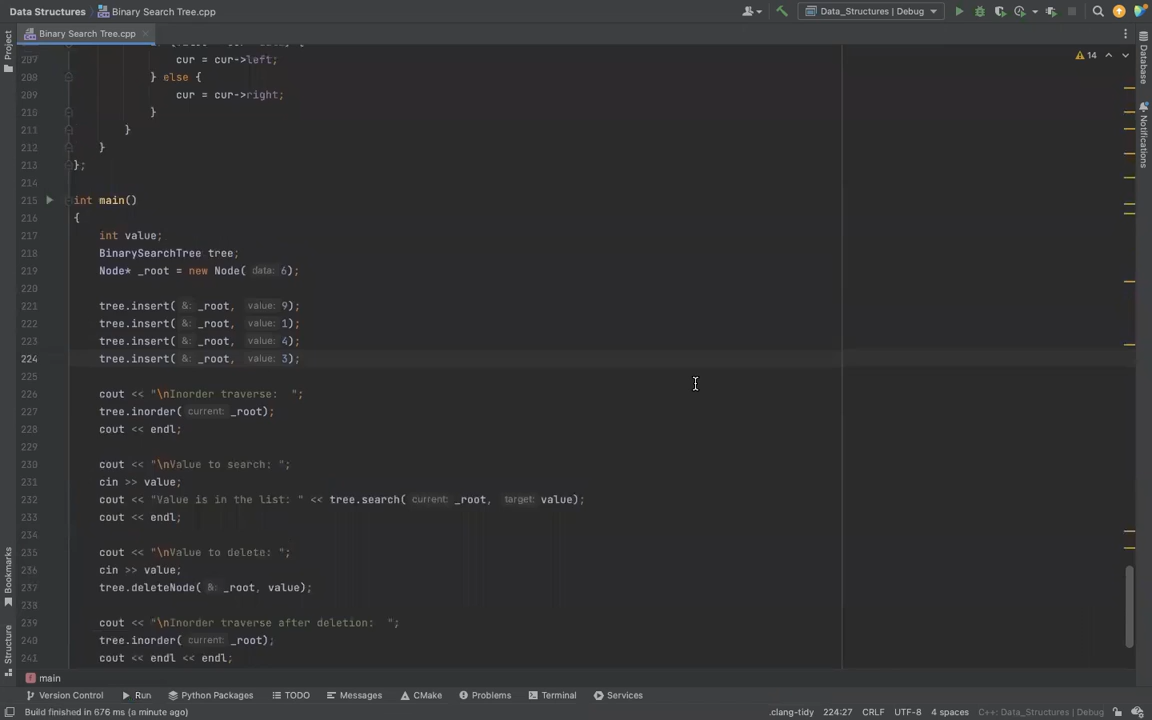 Data Structures Binary Search Tree.cpp Data_Structures | Debug
Project Binary Search Tree.cpp
Database
Notifications
14
207 cur = cur->left;
208 } else {
209 cur = cur->right;
210 }
211 }
212 }
213 };
214
215 int main()
216 {
217 int value;
218 BinarySearchTree tree;
219 Node* _root = new Node( data: 6);
220
221 tree.insert( &: _root, value: 9);
222 tree.insert( &: _root, value: 1);
223 tree.insert( &: _root, value: 4);
224 tree.insert( &: _root, value: 3);
225
226 cout << "\nInorder traverse:  ";
227 tree.inorder( current: _root);
228 cout << endl;
229
230 cout << "\nValue to search: ";
231 cin >> value;
232 cout << "Value is in the list: " << tree.search( current: _root, target: value);
233 cout << endl;
234
235 cout << "\nValue to delete: ";
236 cin >> value;
237 tree.deleteNode( &: _root, value);
238
239 cout << "\nInorder traverse after deletion:  ";
240 tree.inorder( current: _root);
241 cout << endl << endl;
Bookmarks
Structure
f main
Version Control Run Python Packages TODO Messages CMake Problems Terminal Services
Build finished in 676 ms (a minute ago) .clang-tidy 224:27 CRLF UTF-8 4 spaces C++: Data_Structures | Debug